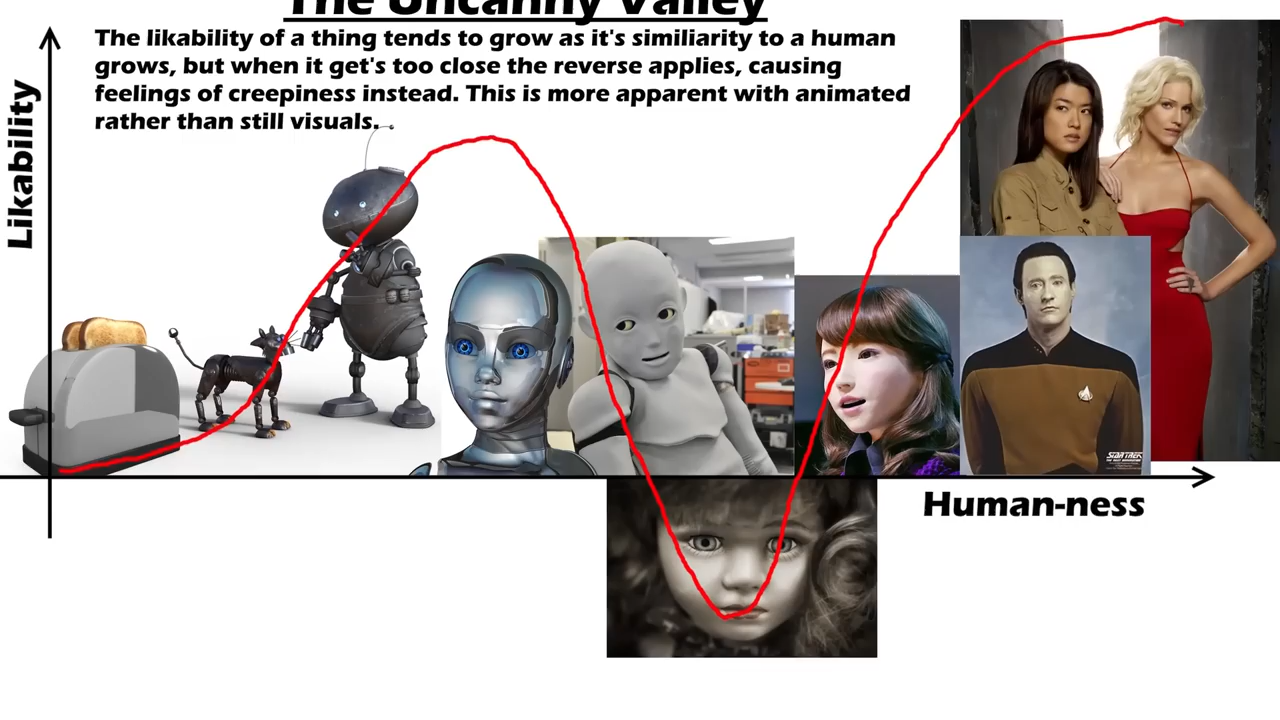 The Uncanny Valley
The likability of a thing tends to grow as it's similiarity to a human
grows, but when it get's too close the reverse applies, causing
feelings of creepiness instead. This is more apparent with animated
rather than still visuals.
Likability
STAR TREK
Human-ness